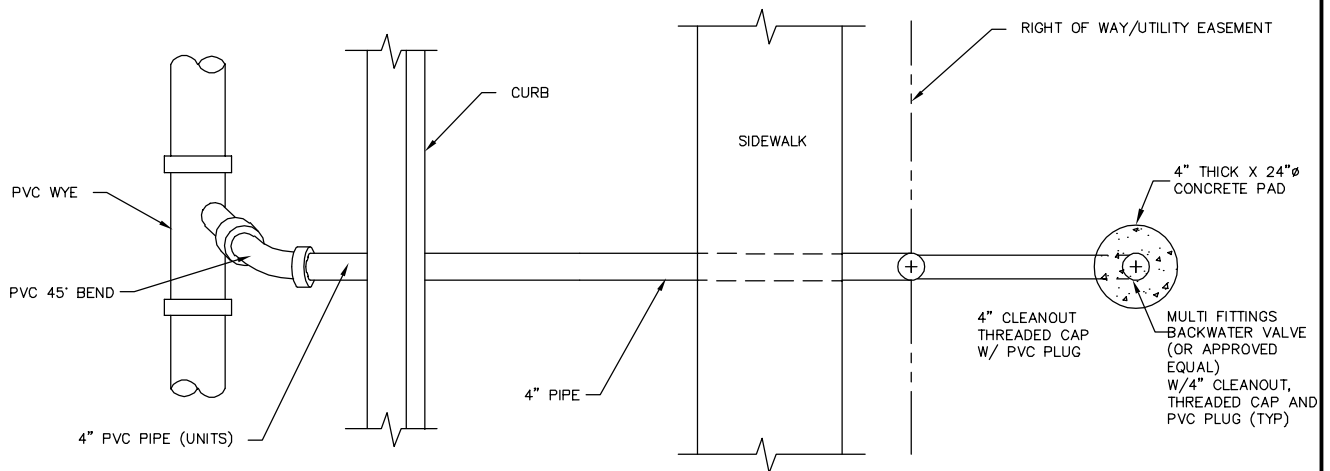 RIGHT OF WAY/UTILITY EASEMENT
CURB
SIDEWALK
4" THICK X 24"ø
CONCRETE PAD
PVC WYE
PVC 45° BEND
4" CLEANOUT
THREADED CAP
W/ PVC PLUG
MULTI FITTINGS
BACKWATER VALVE
(OR APPROVED
EQUAL)
W/4" CLEANOUT,
THREADED CAP AND
PVC PLUG (TYP)
4" PIPE
4" PVC PIPE (UNITS)